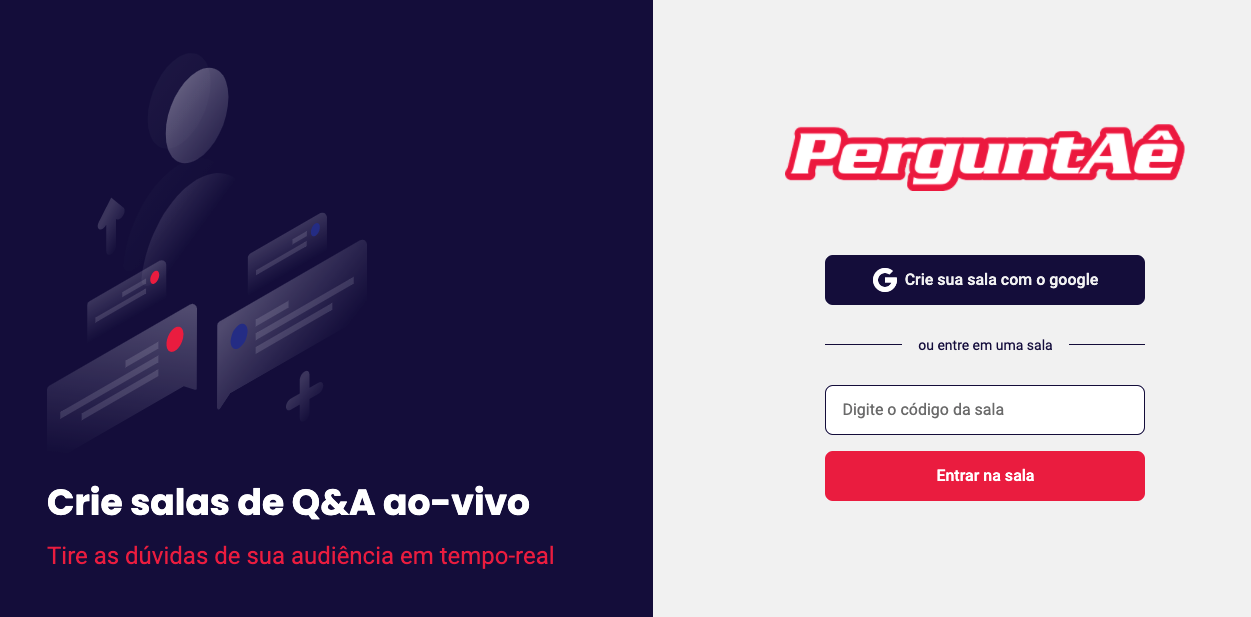 Crie salas de Q&A ao-vivo
Tire as dúvidas de sua audiência em tempo-real
PerguntAê
Crie sua sala com o google
ou entre em uma sala
Digite o código da sala
Entrar na sala